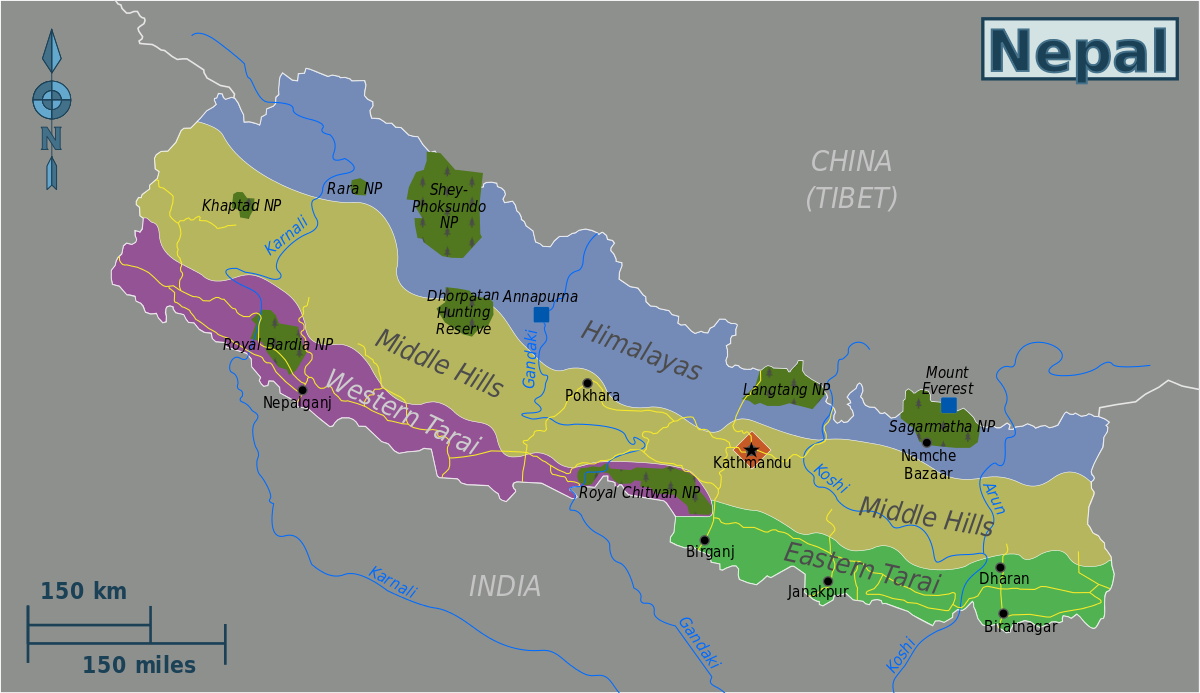 Nepal
N
CHINA
(TIBET)
Rara NP
Khaptad NP
Shey-
Phoksundo
NP
Karnali
Dhorpatan
Hunting
Reserve
Annapurna
Himalayas
Gandaki
Royal Bardia NP
Middle Hills
Western Tarai
Nepalganj
Pokhara
Langtang NP
Mount
Everest
Sagarmatha NP
Namche
Bazaar
Kathmandu
Koshi
Royal Chitwan NP
Arun
Middle Hills
Birganj
Eastern Tarai
Janakpur
Dharan
Biratnagar
INDIA
Karnali
Gandaki
Koshi
150 km
150 miles